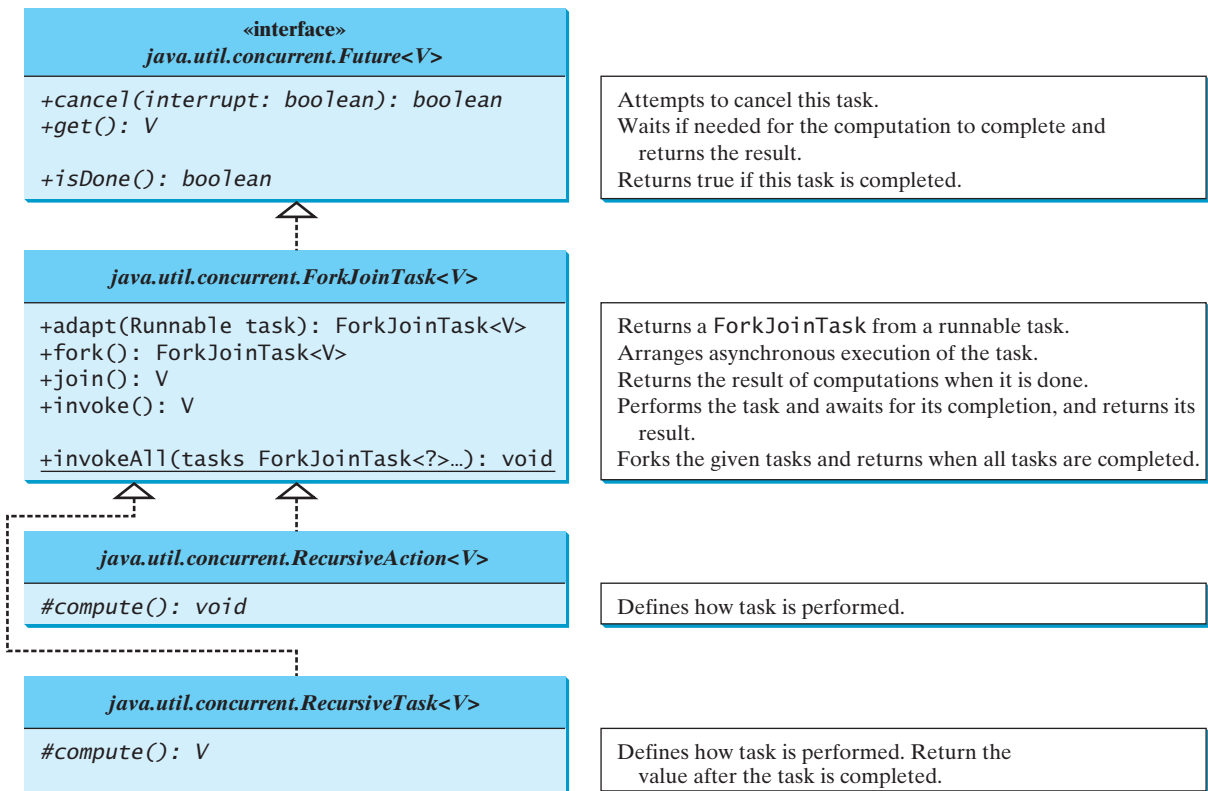 «interface»
java.util.concurrent.Future<V>
+cancel(interrupt: boolean): boolean
+get(): V
+isDone(): boolean
Attempts to cancel this task.
Waits if needed for the computation to complete and
returns the result.
Returns true if this task is completed.
java.util.concurrent.ForkJoinTask<V>
+adapt(Runnable task): ForkJoinTask<V>
+fork(): ForkJoinTask<V>
+join(): V
+invoke(): V
+invokeAll(tasks ForkJoinTask<?>…): void
Returns a ForkJoinTask from a runnable task.
Arranges asynchronous execution of the task.
Returns the result of computations when it is done.
Performs the task and awaits for its completion, and returns its
result.
Forks the given tasks and returns when all tasks are completed.
java.util.concurrent.RecursiveAction<V>
#compute(): void
Defines how task is performed.
java.util.concurrent.RecursiveTask<V>
#compute(): V
Defines how task is performed. Return the
value after the task is completed.